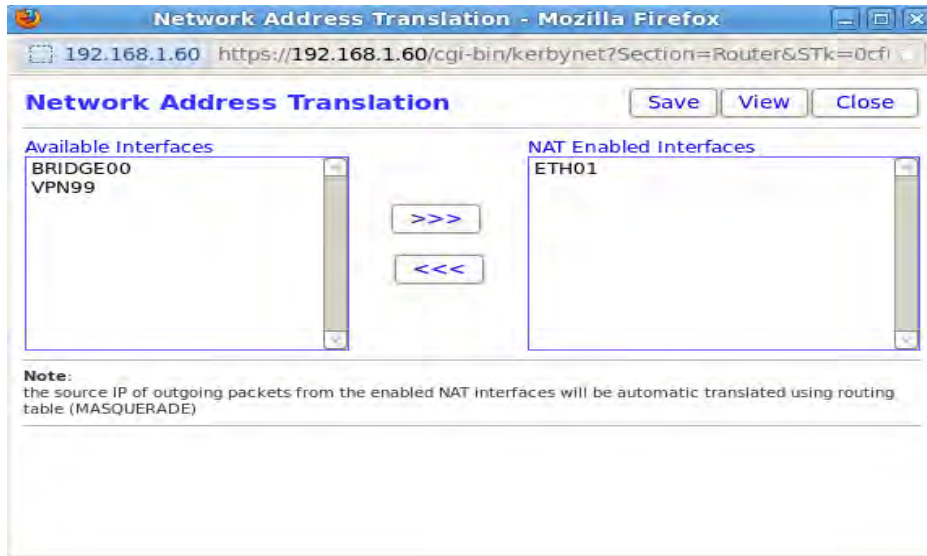 Network Address Translation - Mozilla Firefox
192.168.1.60 https://192.168.1.60/cgi-bin/kerbynet?Section=Router&STk=0cf
Network Address Translation
Save View Close
Available Interfaces
BRIDGE00
VPN99
>>>
<<<
NAT Enabled Interfaces
ETH01
Note:
the source IP of outgoing packets from the enabled NAT interfaces will be automatic translated using routing
table (MASQUERADE)